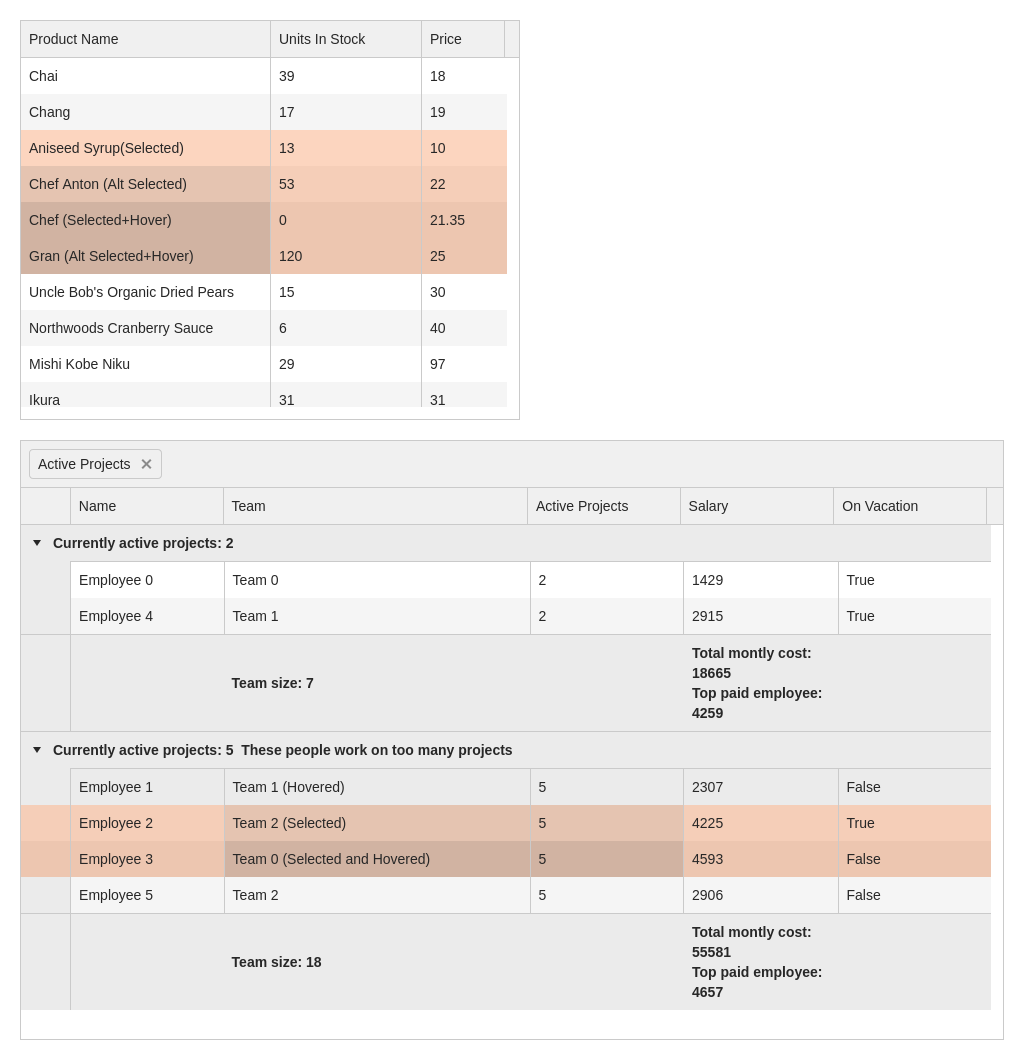 Product Name Units In Stock Price
Chai 39 18
Chang 17 19
Aniseed Syrup(Selected) 13 10
Chef Anton (Alt Selected) 53 22
Chef (Selected+Hover) 0 21.35
Gran (Alt Selected+Hover) 120 25
Uncle Bob's Organic Dried Pears 15 30
Northwoods Cranberry Sauce 6 40
Mishi Kobe Niku 29 97
Ikura 31 31
Active Projects ✕
Name Team Active Projects Salary On Vacation
Currently active projects: 2
Employee 0 Team 0 2 1429 True
Employee 4 Team 1 2 2915 True
Team size: 7
Total montly cost:
18665
Top paid employee:
4259
Currently active projects: 5 These people work on too many projects
Employee 1 Team 1 (Hovered) 5 2307 False
Employee 2 Team 2 (Selected) 5 4225 True
Employee 3 Team 0 (Selected and Hovered) 5 4593 False
Employee 5 Team 2 5 2906 False
Team size: 18
Total montly cost:
55581
Top paid employee:
4657